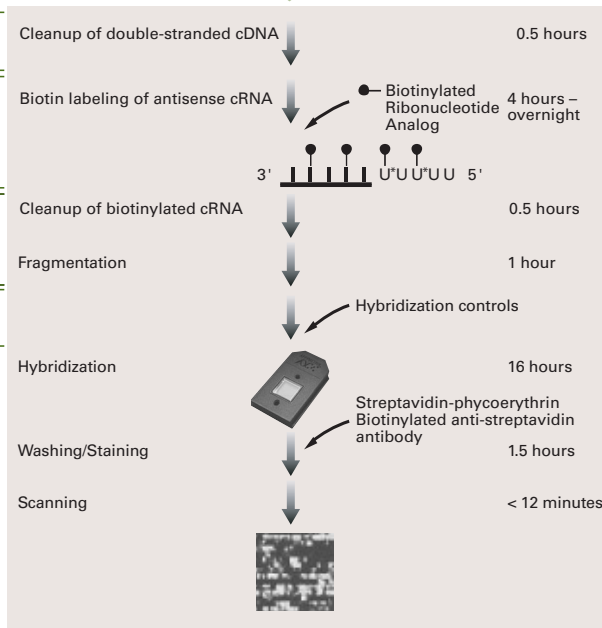 Cleanup of double-stranded cDNA 0.5 hours
Biotin labeling of antisense cRNA
Biotinylated
Ribonucleotide
Analog
4 hours –
overnight
3' U*U U*U U 5'
Cleanup of biotinylated cRNA 0.5 hours
Fragmentation 1 hour
Hybridization controls
Hybridization 16 hours
Streptavidin-phycoerythrin
Biotinylated anti-streptavidin
antibody
Washing/Staining 1.5 hours
Scanning < 12 minutes